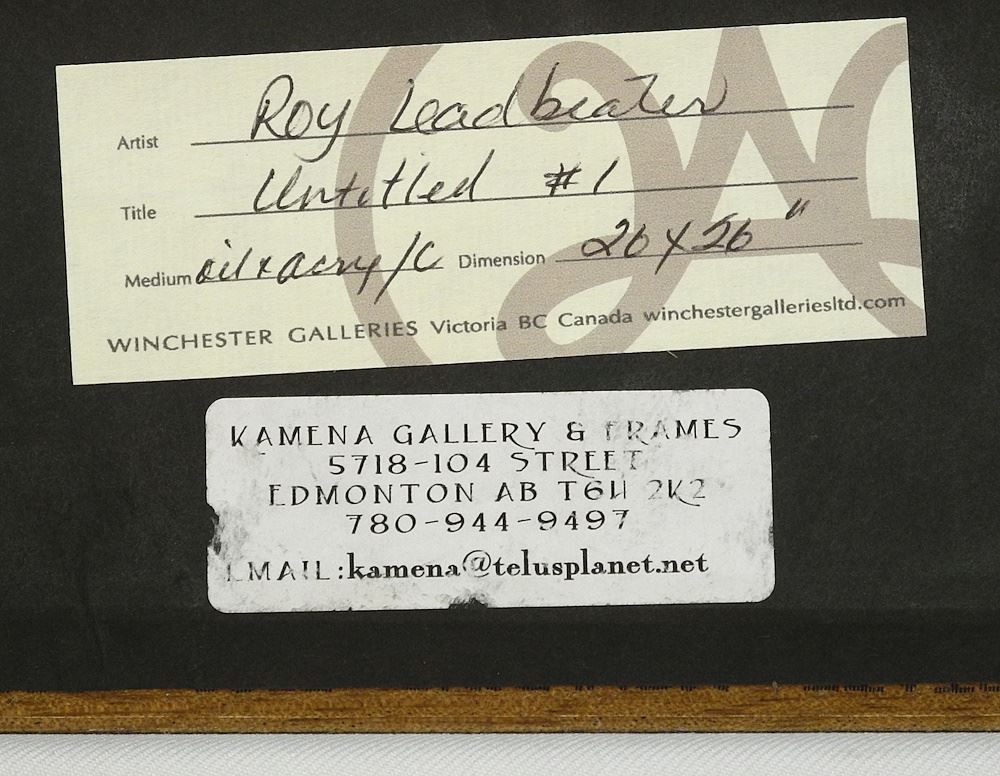 Artist Roy Leadbeater
Title Untitled #1
Medium oil & acry/C Dimension 26 x 26 "
WINCHESTER GALLERIES Victoria BC Canada winchestergalleriesltd.com
KAMENA GALLERY & FRAMES
5718-104 STREET
EDMONTON AB T6H 2K2
780-944-9497
EMAIL:kamena@telusplanet.net